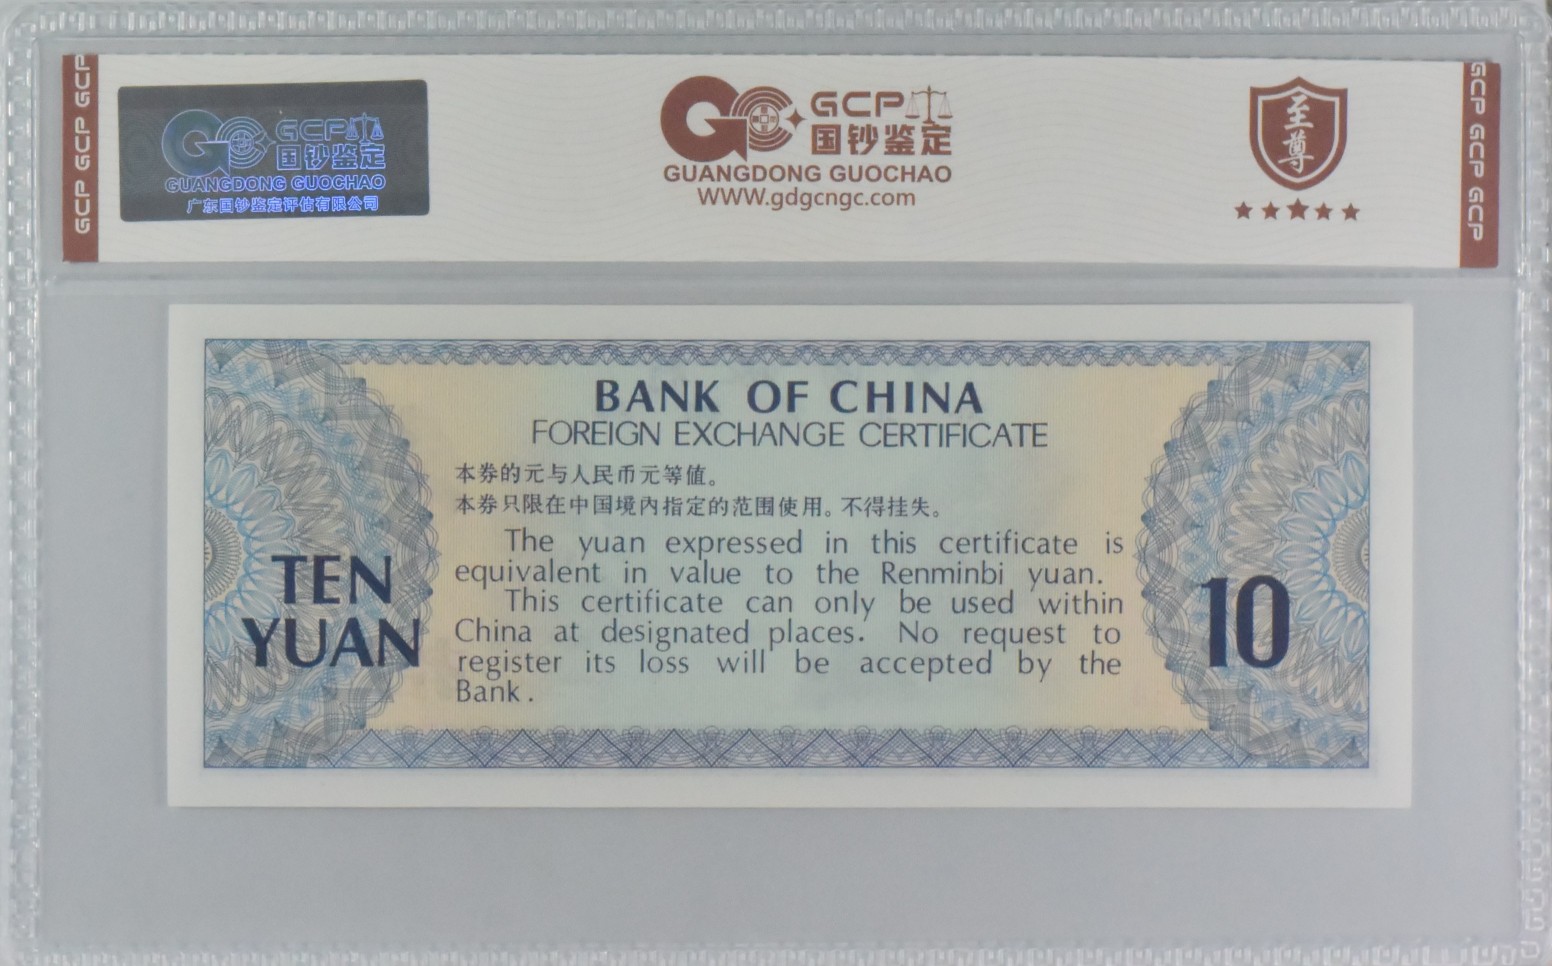 GCP GCP GCP
GCP
国钞鉴定
GUANGDONG GUOCHAO
广东国钞鉴定评估有限公司
GCP
国钞鉴定
GUANGDONG GUOCHAO
WWW.gdgcngc.com
至尊
GCP GCP GCP
BANK OF CHINA
FOREIGN EXCHANGE CERTIFICATE
本券的元与人民币元等值。
本券只限在中国境内指定的范围使用。不得挂失。
The yuan expressed in this certificate is
equivalent in value to the Renminbi yuan.
This certificate can only be used within
China at designated places. No request to
register its loss will be accepted by the
Bank.
TEN
YUAN
10